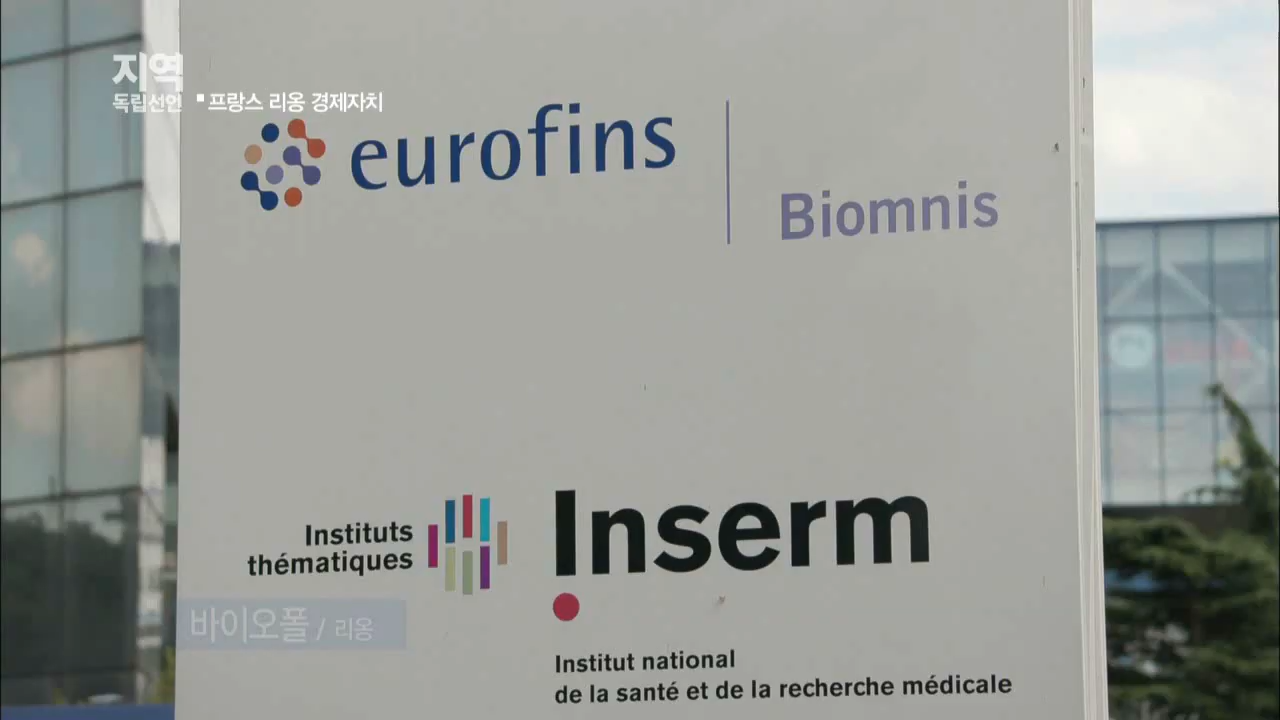 지역
독립선언 ▪프랑스 리옹 경제자치
eurofins
Biomnis
Instituts
thématiques
Inserm
바이오폴 / 리옹
Institut national
de la santé et de la recherche médicale